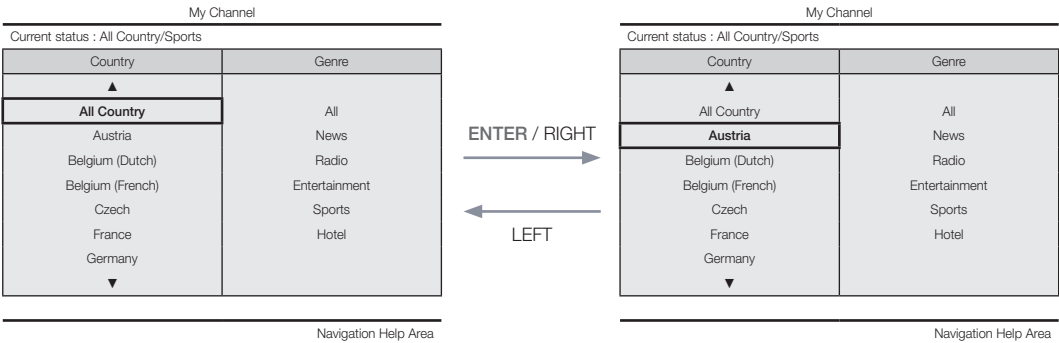 My Channel
Current status : All Country/Sports
Country Genre
▲
All Country All
Austria News
Belgium (Dutch) Radio
Belgium (French) Entertainment
Czech Sports
France Hotel
Germany
▼
Navigation Help Area
ENTER / RIGHT
LEFT
My Channel
Current status : All Country/Sports
Country Genre
▲
All Country All
Austria News
Belgium (Dutch) Radio
Belgium (French) Entertainment
Czech Sports
France Hotel
Germany
▼
Navigation Help Area